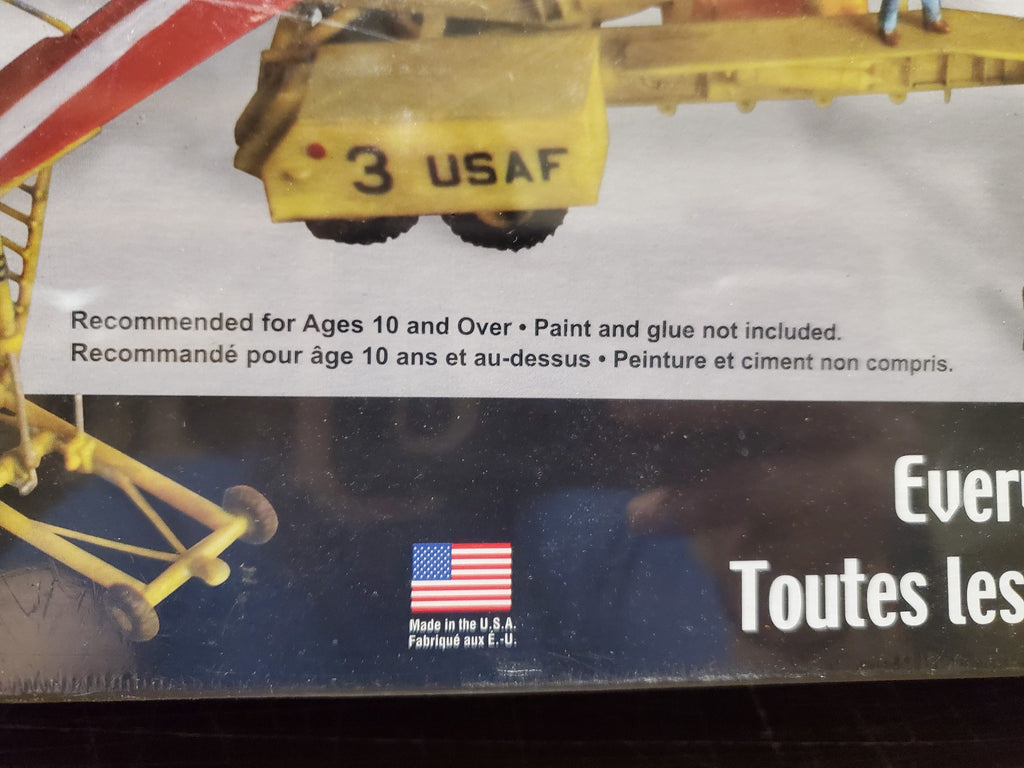 3 USAF
Recommended for Ages 10 and Over • Paint and glue not included.
Recommandé pour âge 10 ans et au-dessus • Peinture et ciment non compris.
Toutes les
Made in the U.S.A.
Fabriqué aux É.-U.